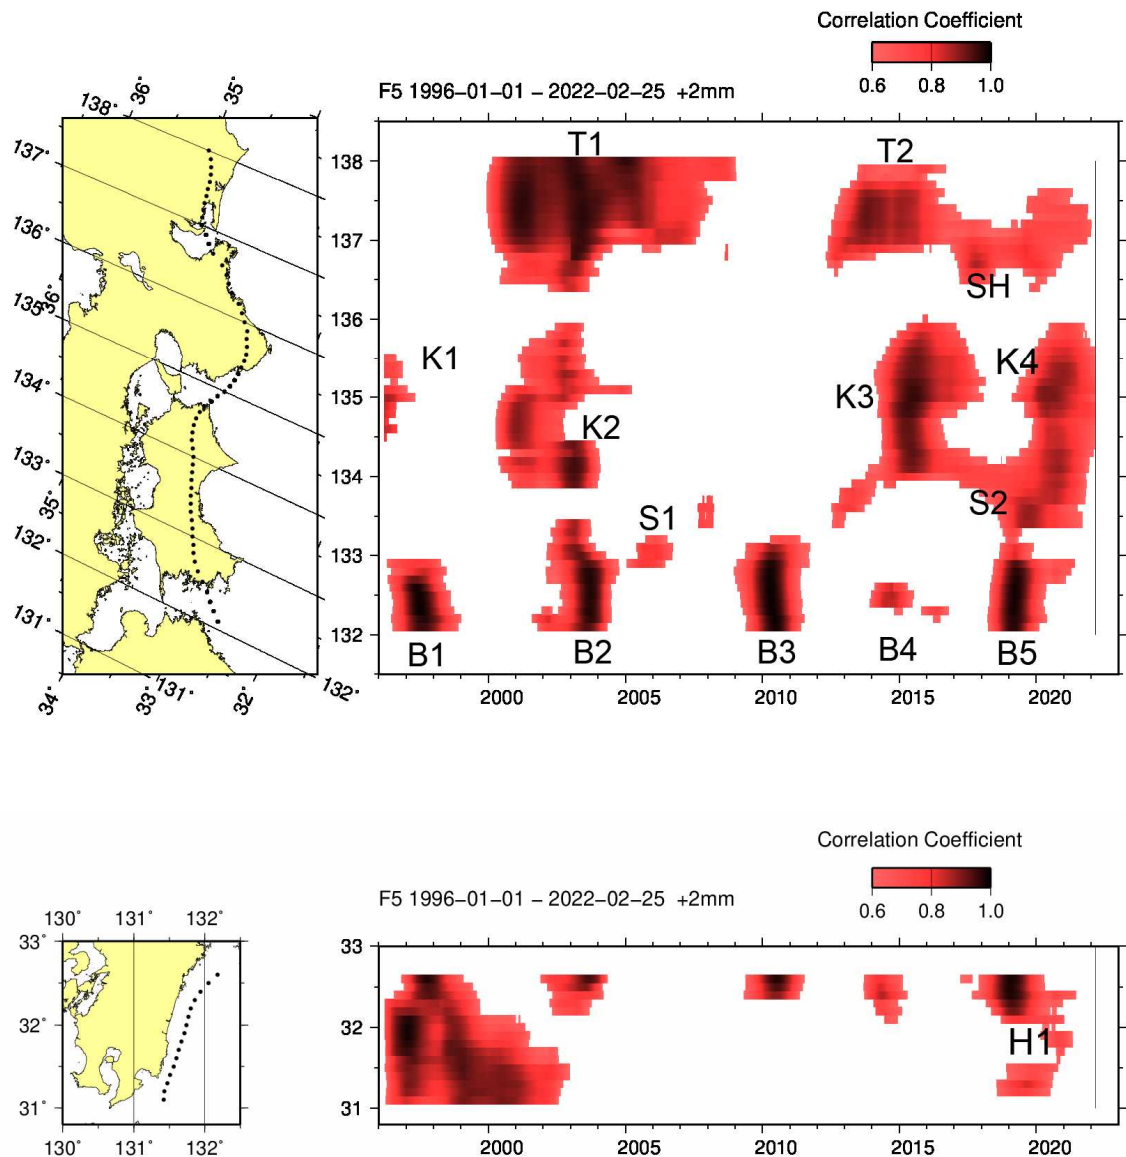 Correlation Coefficient
0.6 0.8 1.0
F5 1996−01−01 − 2022−02−25 +2mm
138˚ 36˚ 35˚
137˚
136˚
36˚
135˚
134˚
133˚
35˚
132˚
131˚
34˚ 33˚ 131˚ 32˚ 132˚
138
137
136
135
134
133
132
T1 T2
SH
K1 K4
K3
K2
S2
S1
B1 B2 B3 B4 B5
2000 2005 2010 2015 2020
Correlation Coefficient
0.6 0.8 1.0
F5 1996−01−01 − 2022−02−25 +2mm
130˚ 131˚ 132˚
33˚
32˚
31˚
130˚ 131˚ 132˚
33
32
31
H1
2000 2005 2010 2015 2020